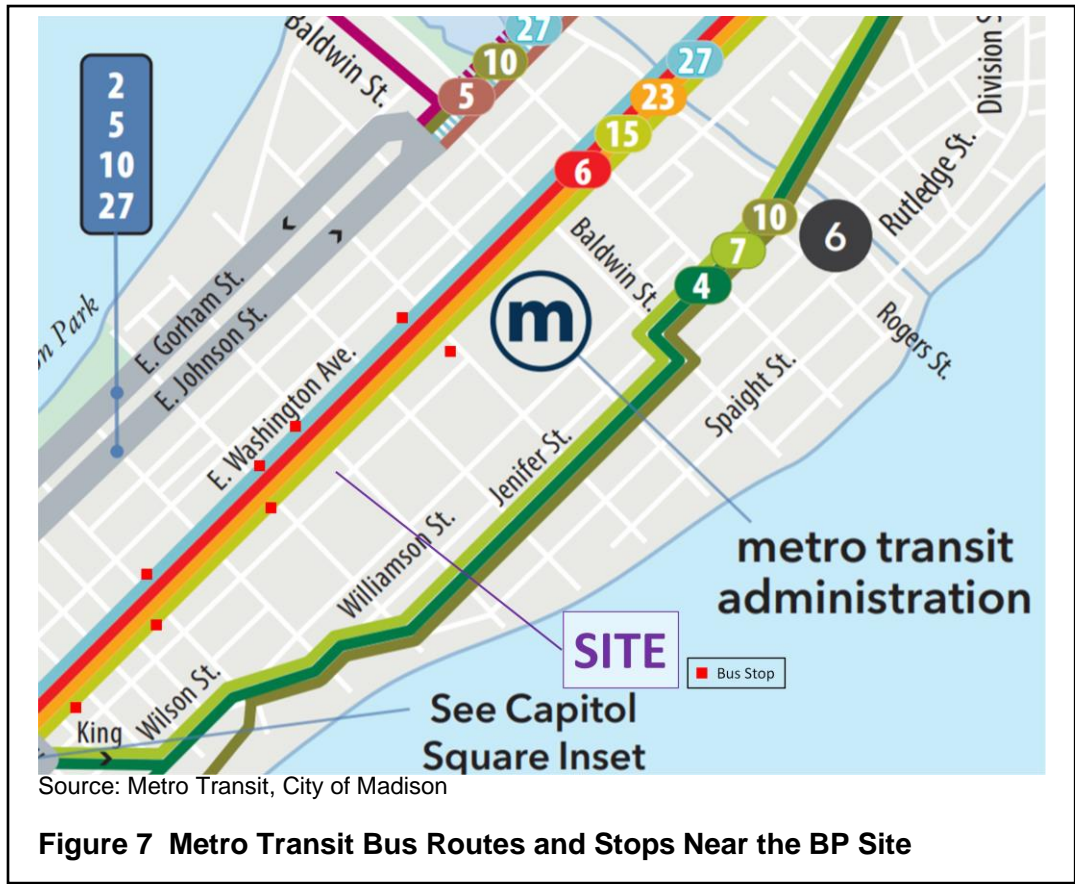 27
Baldwin St.
10
5
27
23
15
6
2
5
10
27
Division S
Rutledge St.
10
6
7
4
Baldwin St.
Rogers St.
m
on Park
E. Gorham St.
E. Johnson St.
E. Washington Ave.
Spaight St.
Jenifer St.
Williamson St.
metro transit
administration
SITE
Bus Stop
Wilson St.
King
See Capitol
Square Inset
Source: Metro Transit, City of Madison
Figure 7 Metro Transit Bus Routes and Stops Near the BP Site